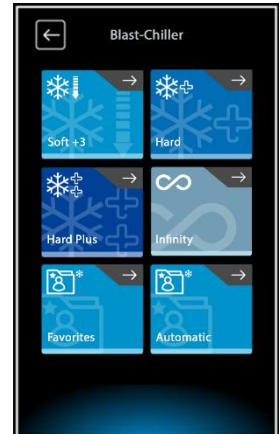 Blast-Chiller
Soft +3
Hard
Hard Plus
Infinity
Favorites
Automatic